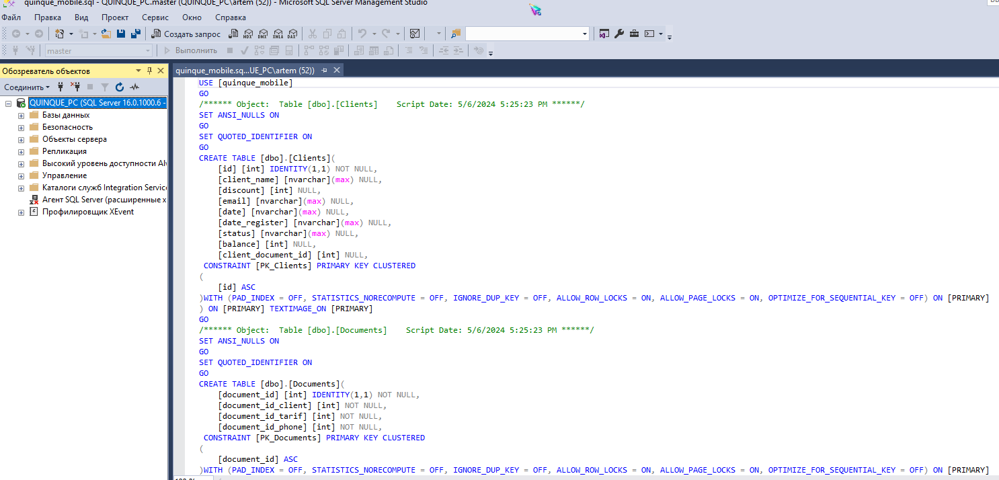 quinque_mobile.sql - QUINQUE_PC.master (QUINQUE_PC\artem (52)) - Microsoft SQL Server Management Studio
Файл Правка Вид Проект Сервис Окно Справка
Создать запрос MDX DMX XMLA DAX
master Выполнить
Обозреватель объектов
quinque_mobile.sq...UE_PC\artem (52))
Соединить
QUINQUE_PC (SQL Server 16.0.1000.6 -
Базы данных
Безопасность
Объекты сервера
Репликация
Высокий уровень доступности Al
Управление
Каталоги служб Integration Servic
Агент SQL Server (расширенные х
Профилировщик XEvent
USE [quinque_mobile]
GO
/****** Object:  Table [dbo].[Clients]    Script Date: 5/6/2024 5:25:23 PM ******/
SET ANSI_NULLS ON
GO
SET QUOTED_IDENTIFIER ON
GO
CREATE TABLE [dbo].[Clients](
[id] [int] IDENTITY(1,1) NOT NULL,
[client_name] [nvarchar](max) NULL,
[discount] [int] NULL,
[email] [nvarchar](max) NULL,
[date] [nvarchar](max) NULL,
[date_register] [nvarchar](max) NULL,
[status] [nvarchar](max) NULL,
[balance] [int] NULL,
[client_document_id] [int] NULL,
CONSTRAINT [PK_Clients] PRIMARY KEY CLUSTERED
(
[id] ASC
)WITH (PAD_INDEX = OFF, STATISTICS_NORECOMPUTE = OFF, IGNORE_DUP_KEY = OFF, ALLOW_ROW_LOCKS = ON, ALLOW_PAGE_LOCKS = ON, OPTIMIZE_FOR_SEQUENTIAL_KEY = OFF) ON [PRIMARY]
) ON [PRIMARY] TEXTIMAGE_ON [PRIMARY]
GO
/****** Object:  Table [dbo].[Documents]    Script Date: 5/6/2024 5:25:23 PM ******/
SET ANSI_NULLS ON
GO
SET QUOTED_IDENTIFIER ON
GO
CREATE TABLE [dbo].[Documents](
[document_id] [int] IDENTITY(1,1) NOT NULL,
[document_id_client] [int] NOT NULL,
[document_id_tarif] [int] NOT NULL,
[document_id_phone] [int] NOT NULL,
CONSTRAINT [PK_Documents] PRIMARY KEY CLUSTERED
(
[document_id] ASC
)WITH (PAD_INDEX = OFF, STATISTICS_NORECOMPUTE = OFF, IGNORE_DUP_KEY = OFF, ALLOW_ROW_LOCKS = ON, ALLOW_PAGE_LOCKS = ON, OPTIMIZE_FOR_SEQUENTIAL_KEY = OFF) ON [PRIMARY]